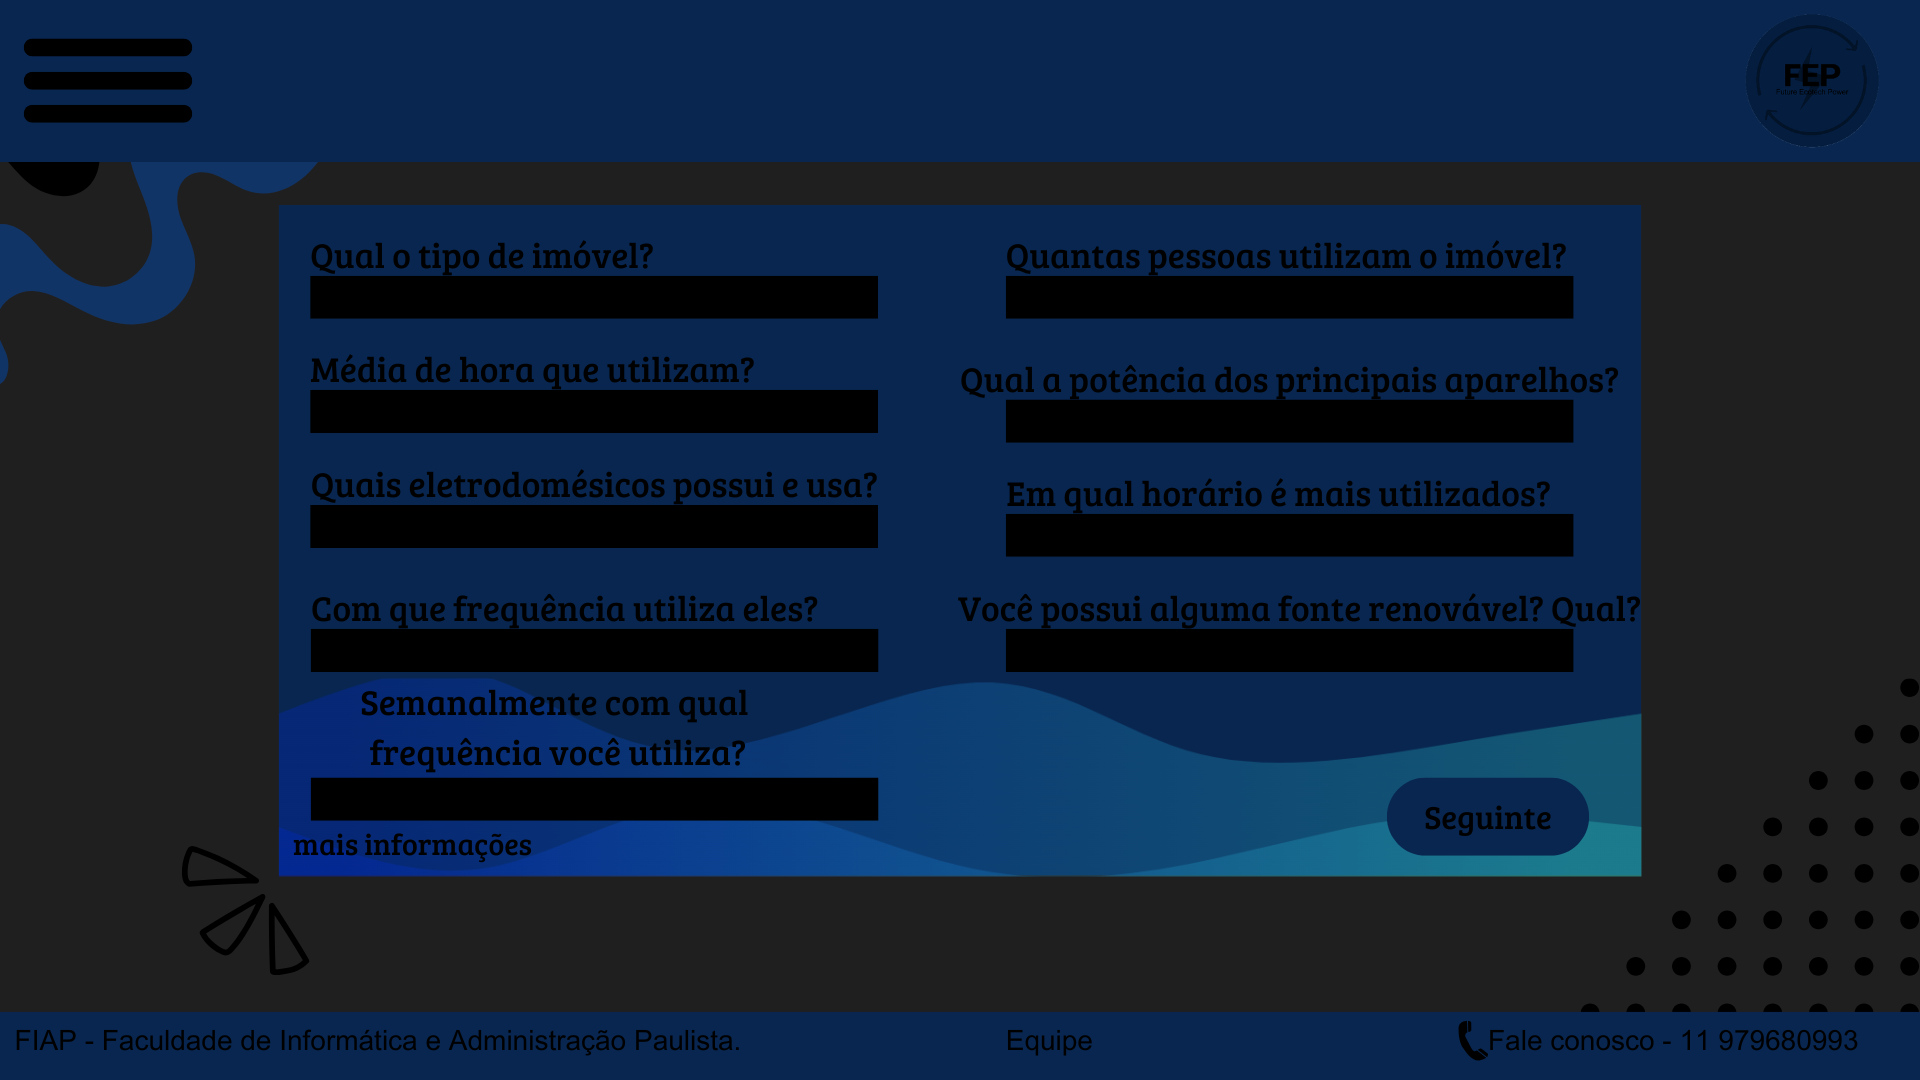 FEP
Future Enetech Power
Qual o tipo de imóvel?
Quantas pessoas utilizam o imóvel?
Média de hora que utilizam?
Qual a potência dos principais aparelhos?
Quais eletrodomésicos possui e usa?
Em qual horário é mais utilizados?
Com que frequência utiliza eles?
Você possui alguma fonte renovável? Qual?
Semanalmente com qual
frequência você utiliza?
Seguinte
mais informações
FIAP - Faculdade de Informática e Administração Paulista.
Equipe
Fale conosco - 11 979680993